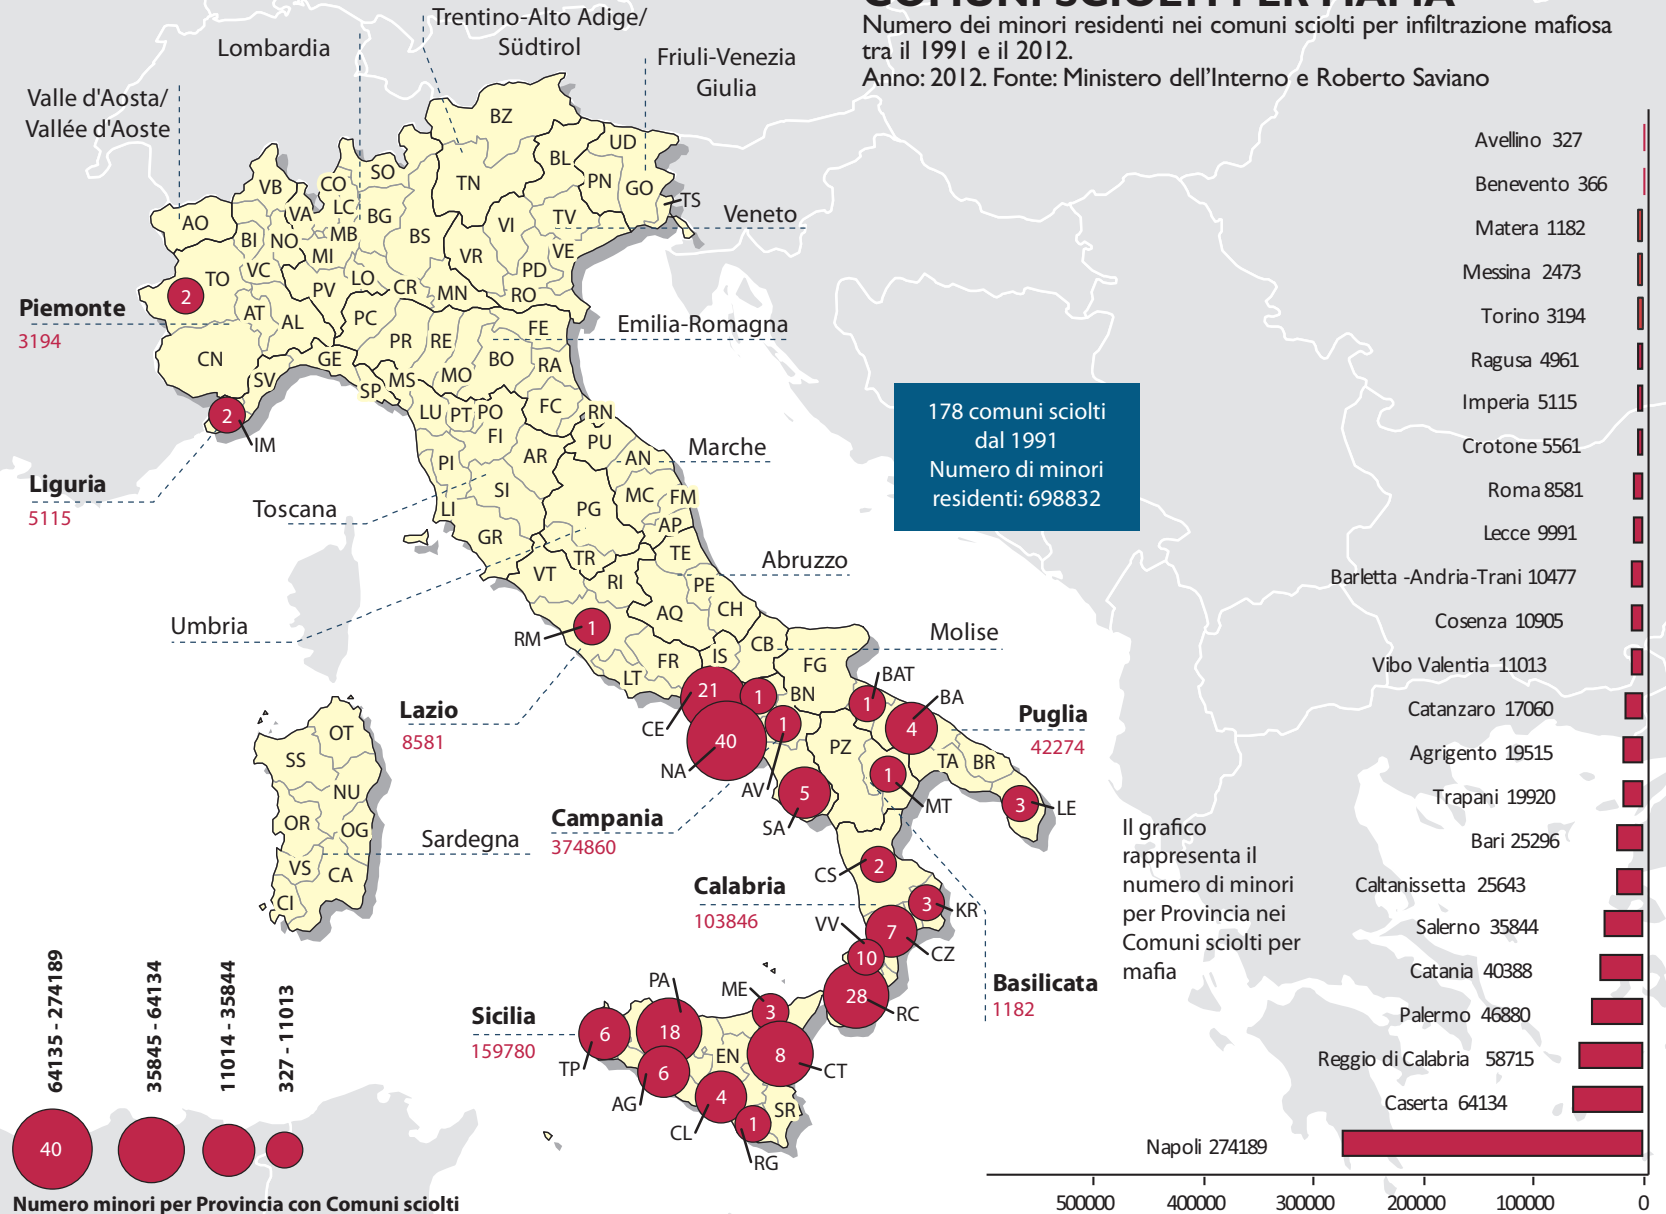 COMUNI SCIOLTI PER MAFIA
Numero dei minori residenti nei comuni sciolti per infiltrazione mafiosa
tra il 1991 e il 2012.
Anno: 2012. Fonte: Ministero dell'Interno e Roberto Saviano
Trentino-Alto Adige/
Südtirol
Lombardia
Friuli-Venezia
Giulia
Valle d'Aosta/
Vallée d'Aoste
Veneto
Piemonte
3194
Emilia-Romagna
Liguria
5115
Marche
Toscana
Abruzzo
Umbria
Molise
Lazio
8581
Puglia
42274
Campania
374860
Sardegna
Calabria
103846
Basilicata
1182
Sicilia
159780
BZ
UD
BL
SO
TN
PN
GO
TS
VB
CO
VA
LC
BG
AO
VI
TV
BI
NO
MB
BS
VE
MI
VR
TO
VC
LO
PD
PV
CR
MN
RO
2
AT
AL
PC
FE
PR
RE
CN
GE
BO
RA
SV
SP
MS
MO
2
IM
LU
PT
PO
FC
RN
FI
PU
PI
AR
AN
SI
MC
FM
LI
PG
AP
GR
TR
TE
VT
RI
PE
AQ
CH
RM
1
CB
IS
FR
FG
LT
21
1
BN
BAT
1
BA
4
CE
1
40
PZ
NA
AV
TA
BR
1
MT
5
SA
3
LE
OT
SS
NU
OR
OG
VS
CA
CI
CS
2
3
KR
VV
7
CZ
10
28
RC
PA
ME
3
6
18
TP
EN
8
CT
6
AG
4
CL
SR
1
RG
178 comuni sciolti
dal 1991
Numero di minori
residenti: 698832
Il grafico
rappresenta il
numero di minori
per Provincia nei
Comuni sciolti per
mafia
Avellino 327
Benevento 366
Matera 1182
Messina 2473
Torino 3194
Ragusa 4961
Imperia 5115
Crotone 5561
Roma 8581
Lecce 9991
Barletta -Andria-Trani 10477
Cosenza 10905
Vibo Valentia 11013
Catanzaro 17060
Agrigento 19515
Trapani 19920
Bari 25296
Caltanissetta 25643
Salerno 35844
Catania 40388
Palermo 46880
Reggio di Calabria 58715
Caserta 64134
Napoli 274189
500000 400000 300000 200000 100000 0
64135 - 274189
35845 - 64134
11014 - 35844
327 - 11013
40
Numero minori per Provincia con Comuni sciolti